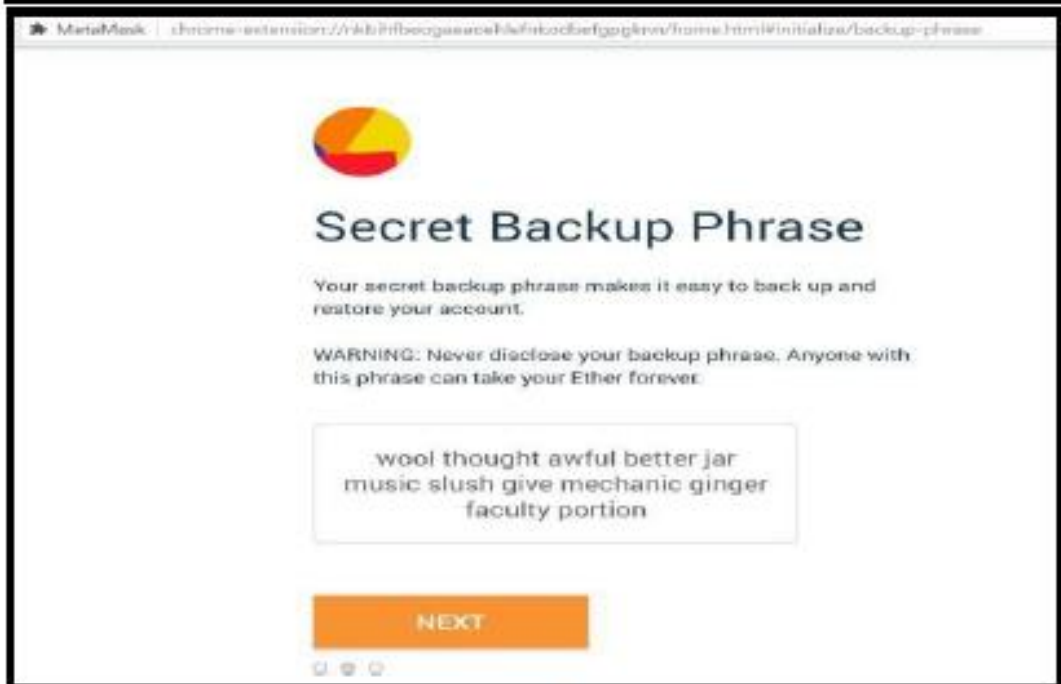 MetaMask
Secret Backup Phrase
Your secret backup phrase makes it easy to back up and
restore your account.
WARNING: Never disclose your backup phrase. Anyone with
this phrase can take your Ether forever.
wool thought awful better jar
music slush give mechanic ginger
faculty portion
NEXT